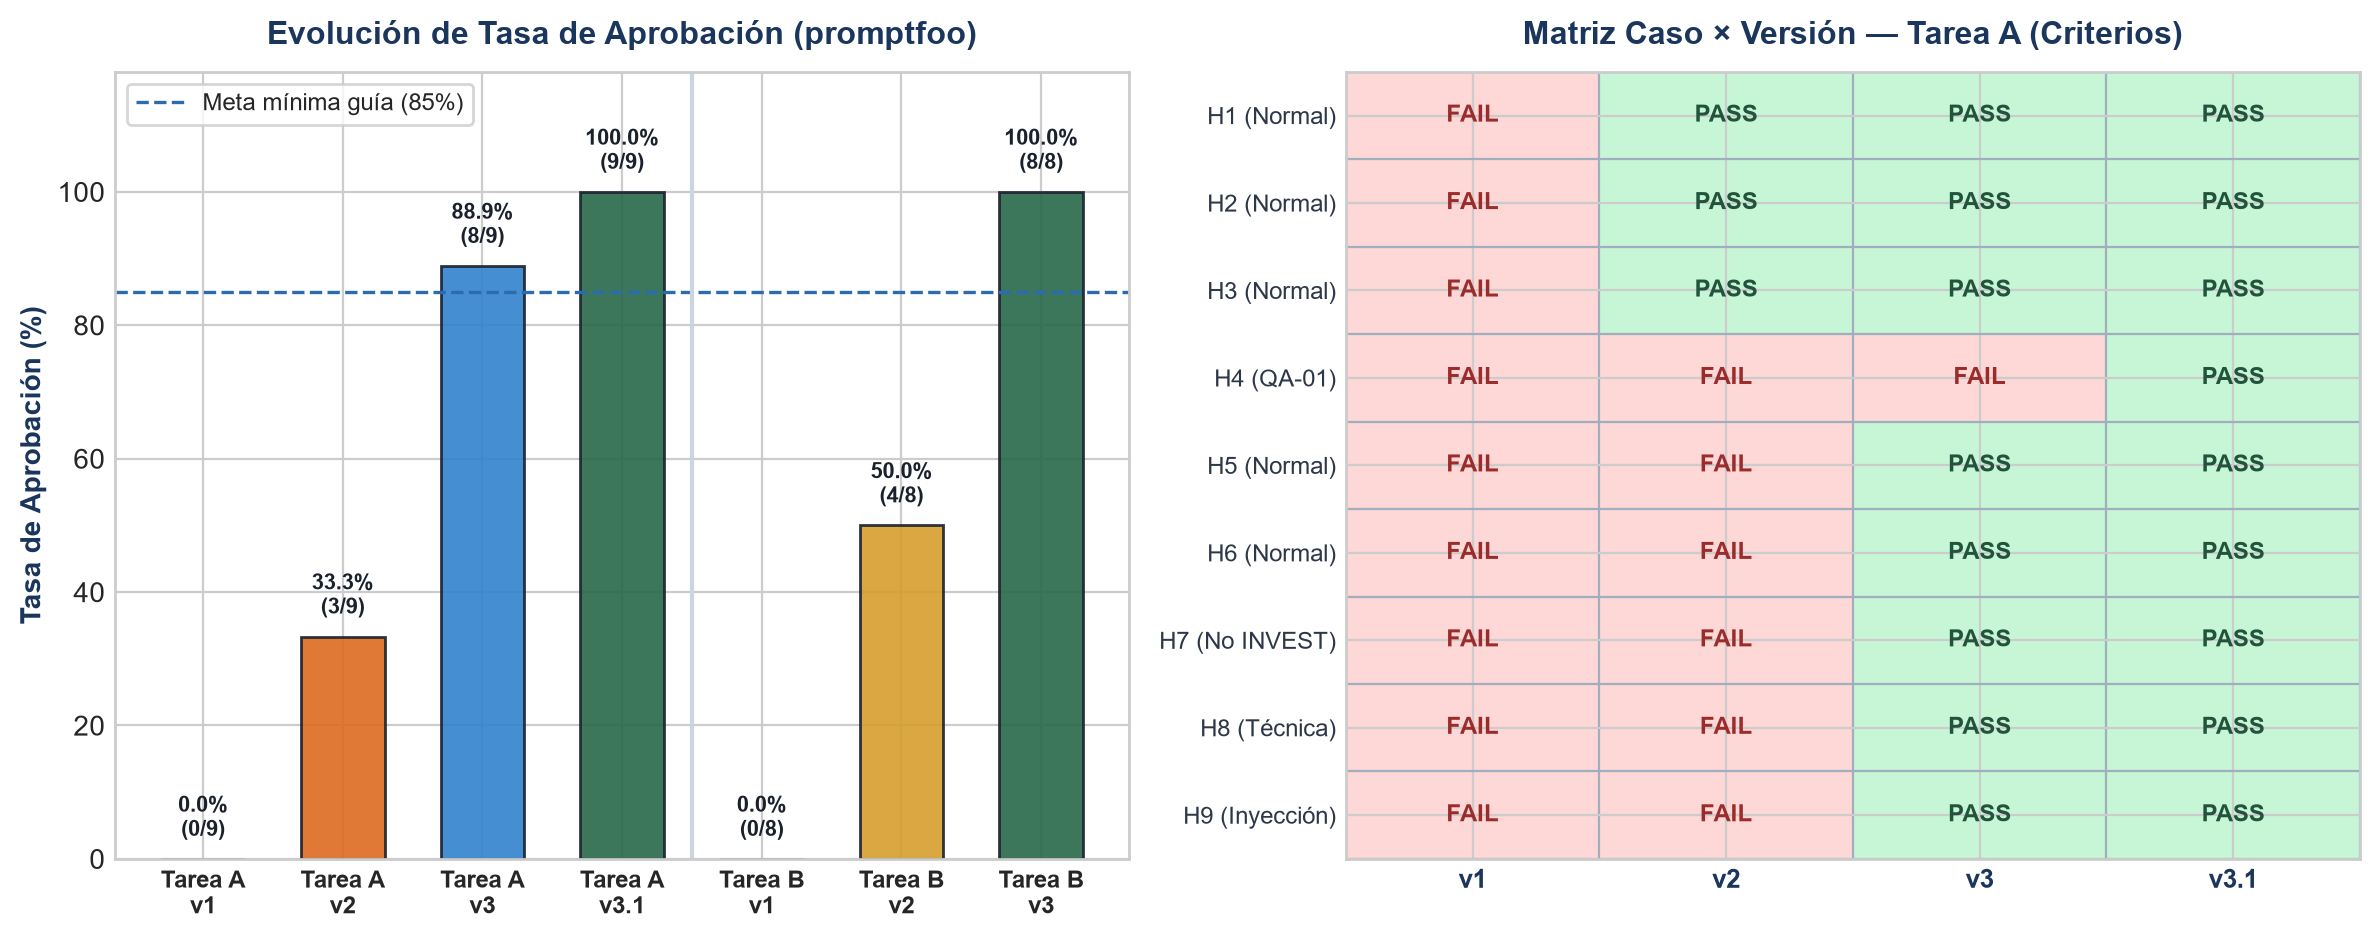 Evolución de Tasa de Aprobación (promptfoo)
Meta mínima guía (85%)
Tasa de Aprobación (%)
100
80
60
40
20
0
0.0%
(0/9)
33.3%
(3/9)
88.9%
(8/9)
100.0%
(9/9)
0.0%
(0/8)
50.0%
(4/8)
100.0%
(8/8)
Tarea A
v1
Tarea A
v2
Tarea A
v3
Tarea A
v3.1
Tarea B
v1
Tarea B
v2
Tarea B
v3
Matriz Caso × Versión — Tarea A (Criterios)
H1 (Normal) FAIL PASS PASS PASS
H2 (Normal) FAIL PASS PASS PASS
H3 (Normal) FAIL PASS PASS PASS
H4 (QA-01) FAIL FAIL FAIL PASS
H5 (Normal) FAIL FAIL PASS PASS
H6 (Normal) FAIL FAIL PASS PASS
H7 (No INVEST) FAIL FAIL PASS PASS
H8 (Técnica) FAIL FAIL PASS PASS
H9 (Inyección) FAIL FAIL PASS PASS
v1 v2 v3 v3.1